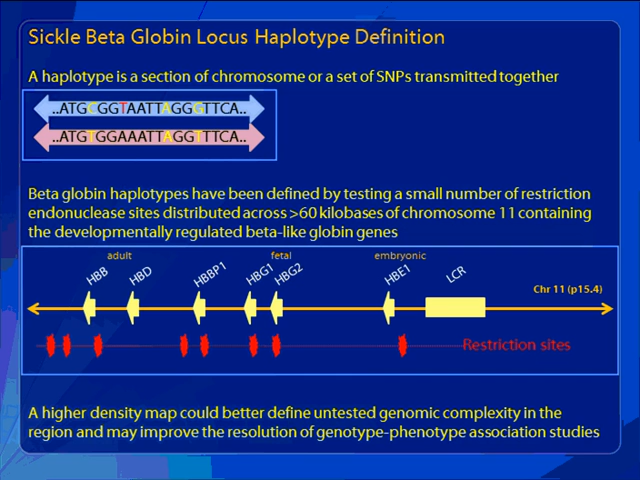 Sickle Beta Globin Locus Haplotype Definition
A haplotype is a section of chromosome or a set of SNPs transmitted together
..ATGCGGTAATTAGGGTTCA..
..ATGTGGAAATTAGGTTTCA..
Beta globin haplotypes have been defined by testing a small number of restriction
endonuclease sites distributed across >60 kilobases of chromosome 11 containing
the developmentally regulated beta-like globin genes
adult fetal embryonic
HBB HBD HBBP1 HBG1 HBG2 HBE1 LCR
Chr 11 (p15.4)
Restriction sites
A higher density map could better define untested genomic complexity in the
region and may improve the resolution of genotype-phenotype association studies